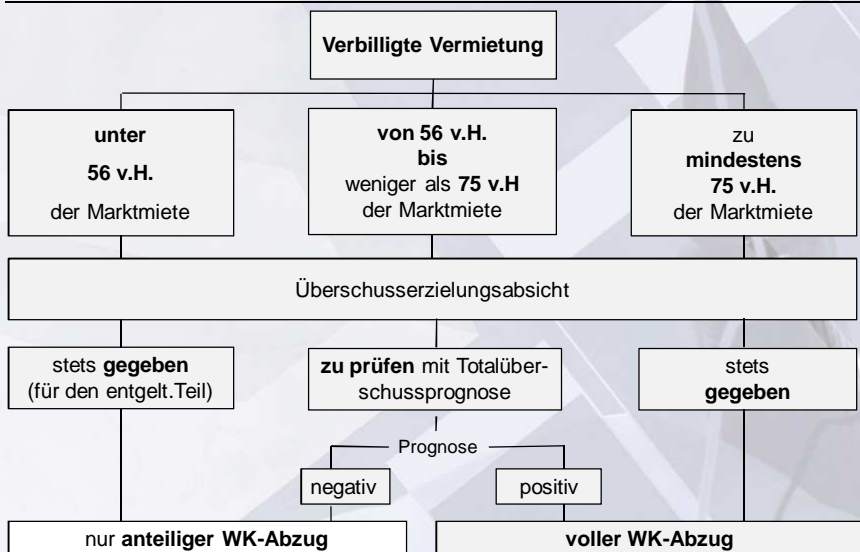 Verbilligte Vermietung
unter
56 v.H.
der Marktmiete
von 56 v.H.
bis
weniger als 75 v.H
der Marktmiete
zu
mindestens
75 v.H.
der Marktmiete
Überschusserzielungsabsicht
stets gegeben
(für den entgelt.Teil)
zu prüfen mit Totalüber-
schussprognose
stets
gegeben
Prognose
negativ
positiv
nur anteiliger WK-Abzug
voller WK-Abzug